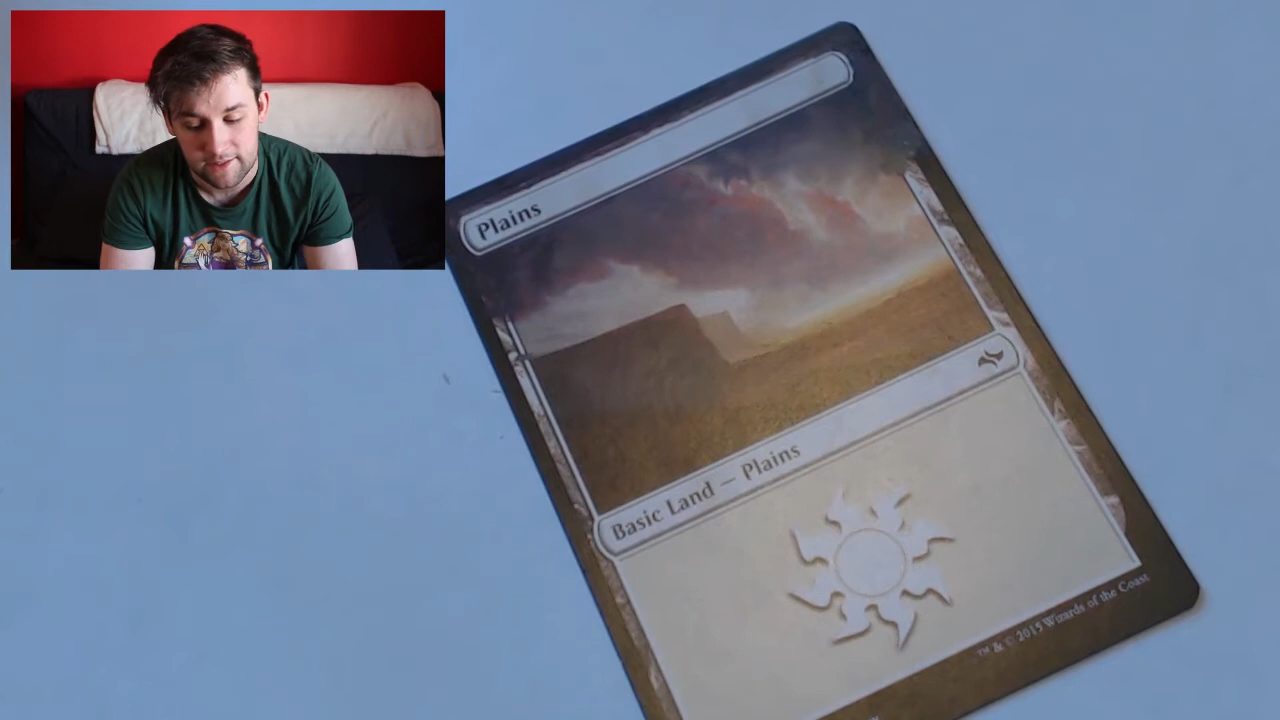 Plains
Basic Land — Plains
™ & © 2015 Wizards of the Coast